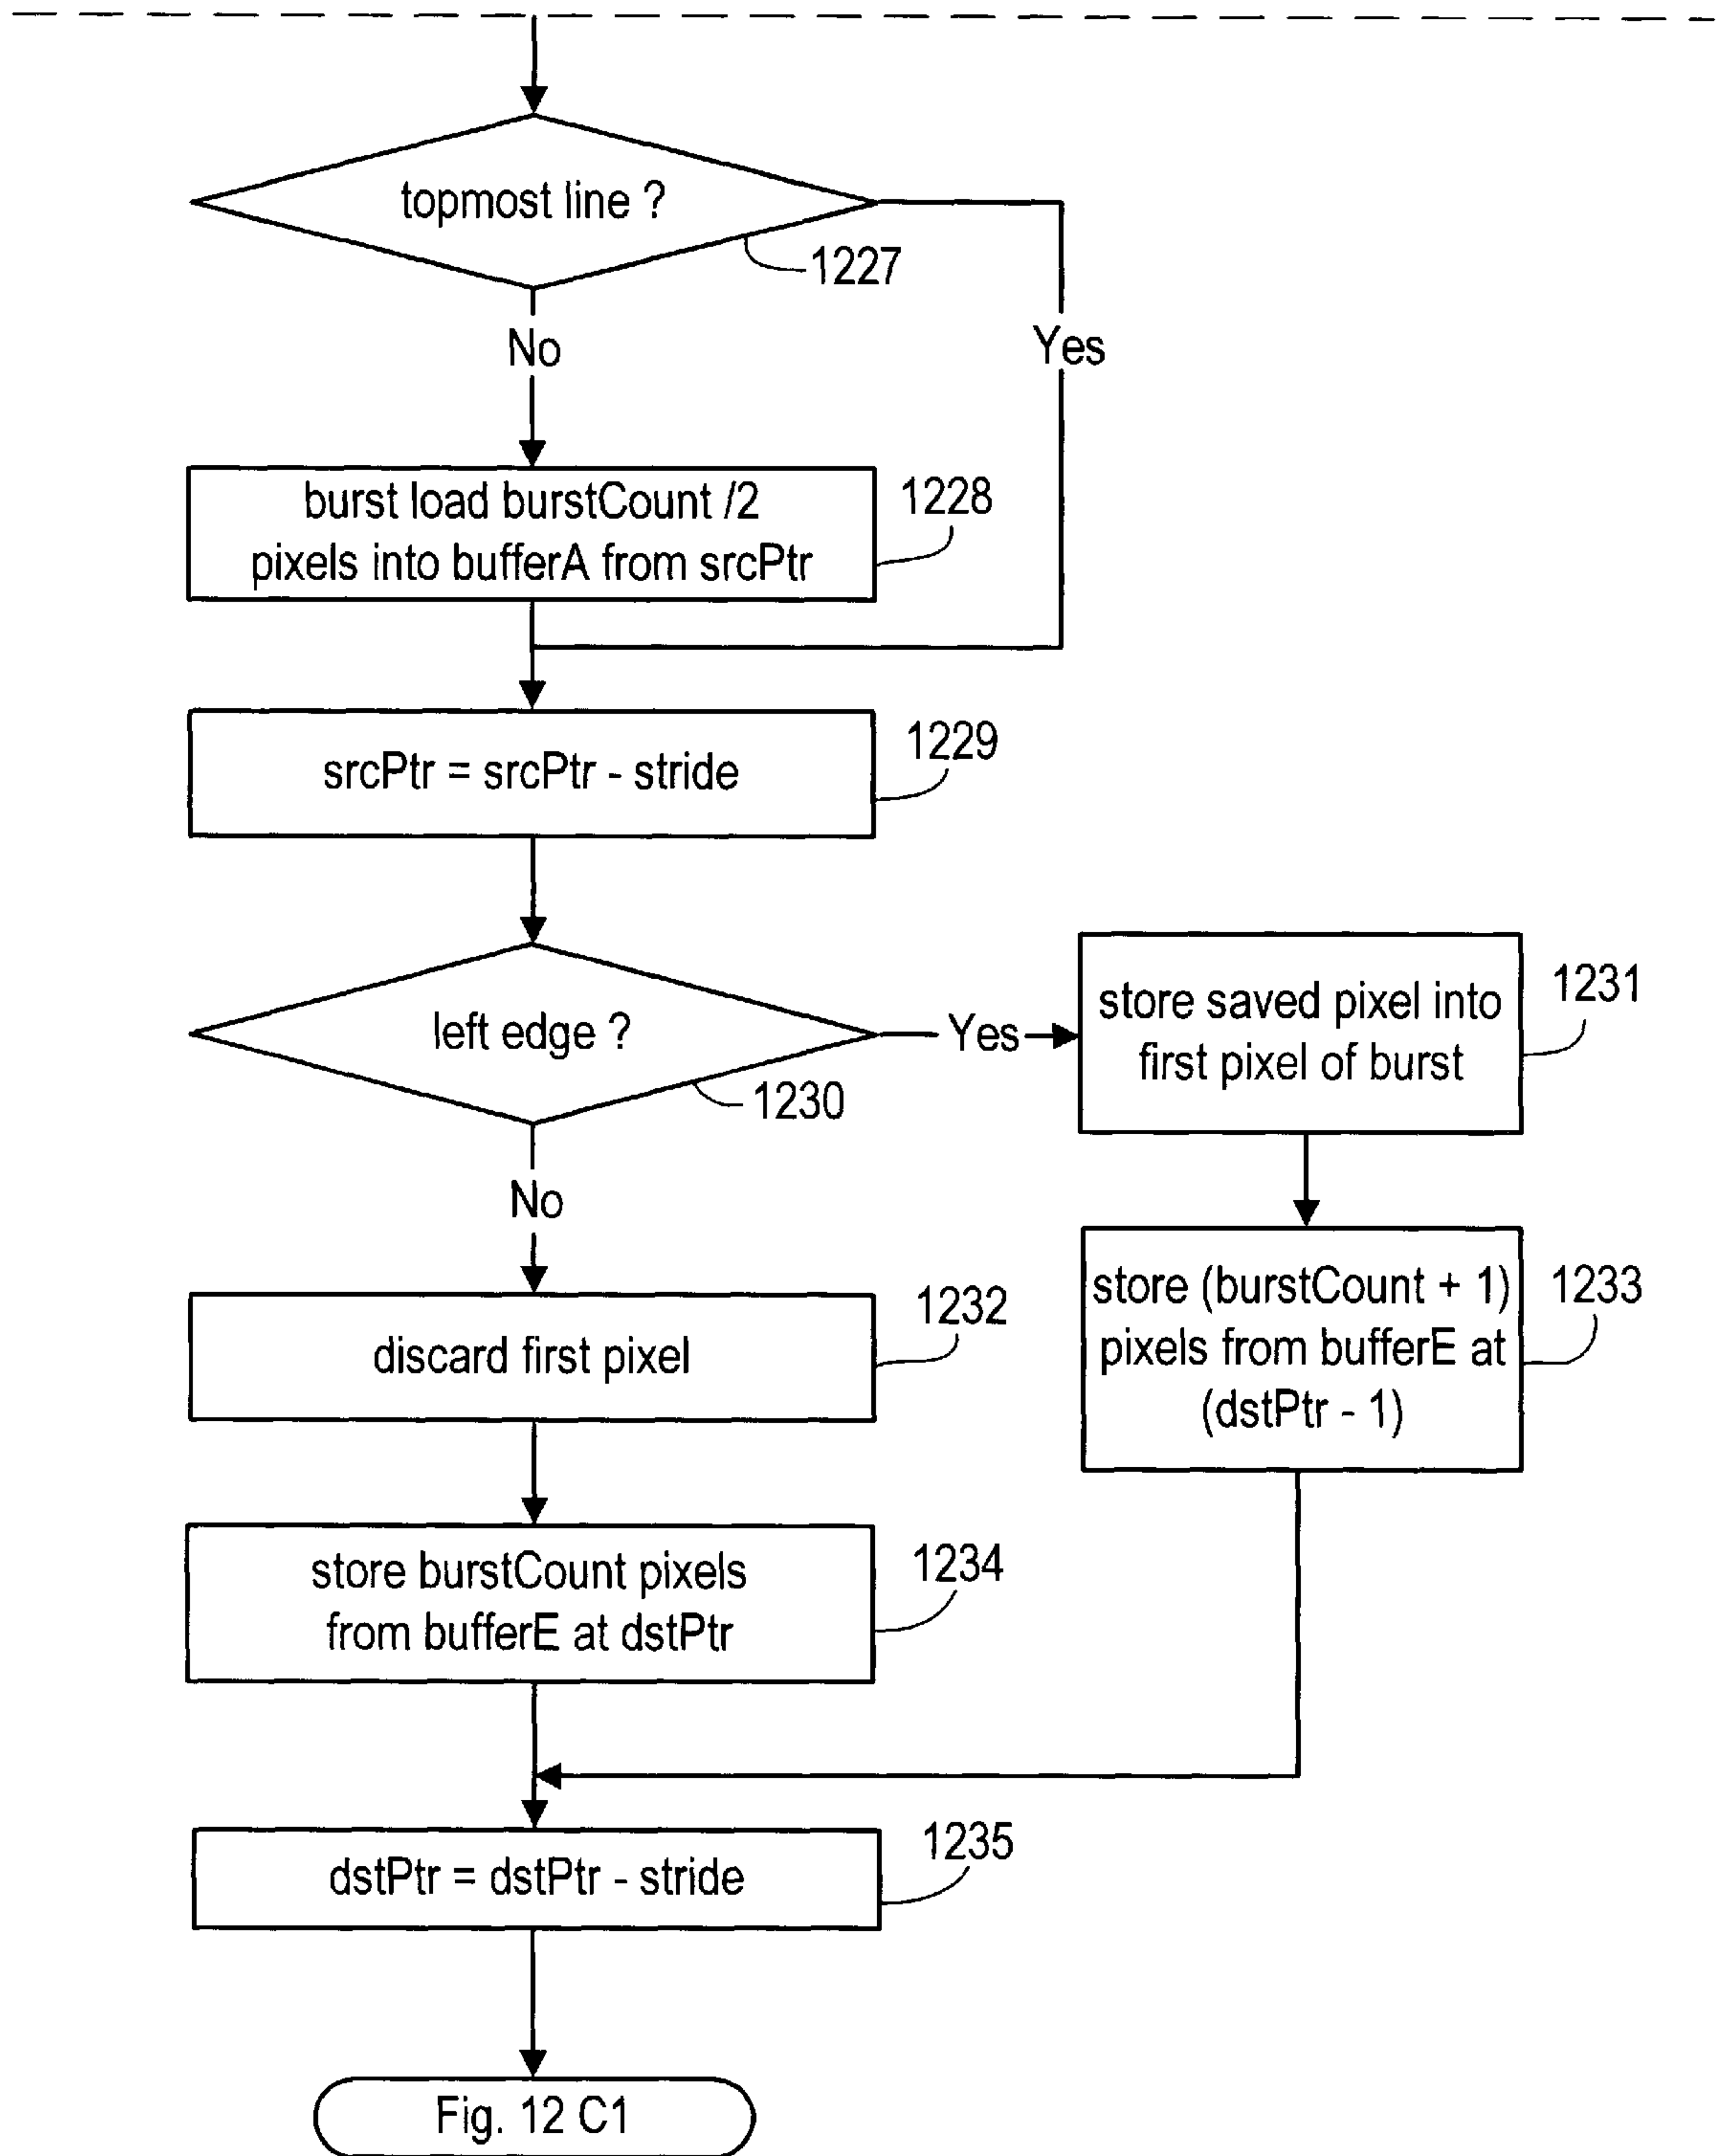 topmost line ?
1227
No
Yes
burst load burstCount /2
pixels into bufferA from srcPtr
1228
srcPtr = srcPtr - stride
1229
left edge ?
1230
Yes
store saved pixel into
first pixel of burst
1231
No
discard first pixel
1232
store (burstCount + 1)
pixels from bufferE at
(dstPtr - 1)
1233
store burstCount pixels
from bufferE at dstPtr
1234
dstPtr = dstPtr - stride
1235
Fig. 12 C1